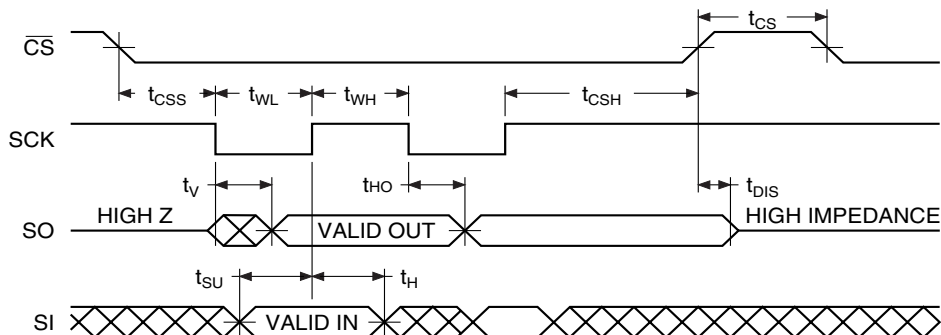 t_CS
C̅S̅
t_CSS t_WL t_WH t_CSH
SCK
t_V t_HO t_DIS
HIGH Z HIGH IMPEDANCE
SO VALID OUT
t_SU t_H
SI VALID IN